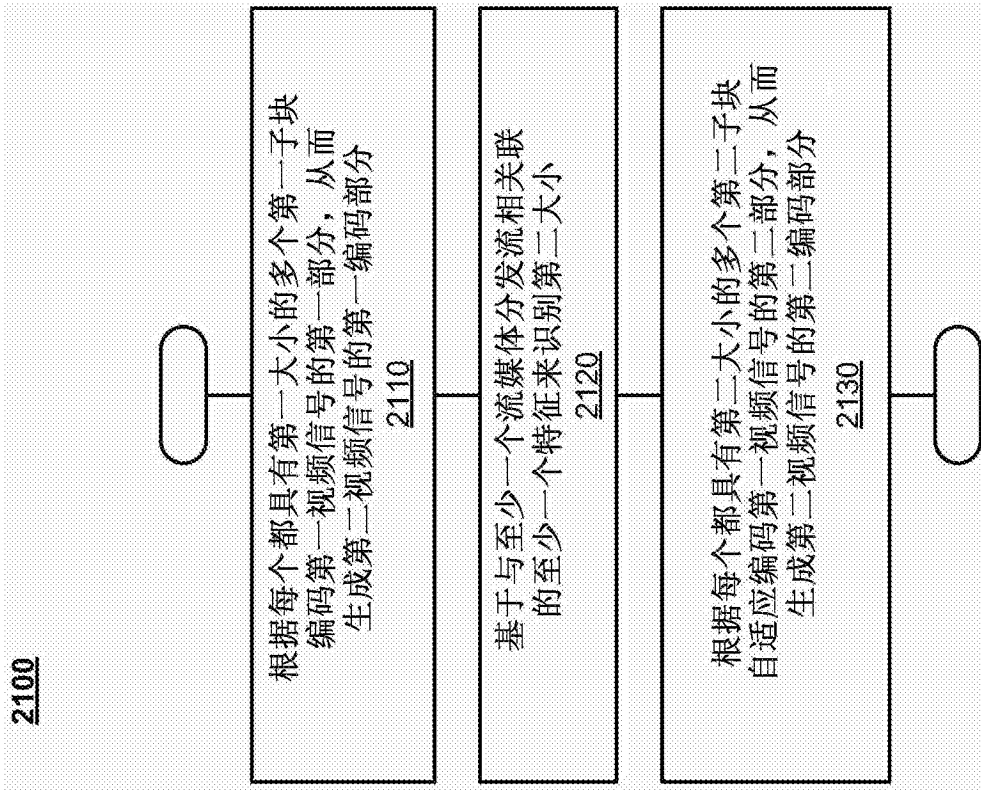 2100
根据每个都具有第一大小的多个第一子块
编码第一视频信号的第一部分，从而
生成第二视频信号的第一编码部分
2110
基于与至少一个流媒体分发流相关联
的至少一个特征来识别第二大小
2120
根据每个都具有第二大小的多个第二子块
自适应编码第一视频信号的第二部分，从而
生成第二视频信号的第二编码部分
2130